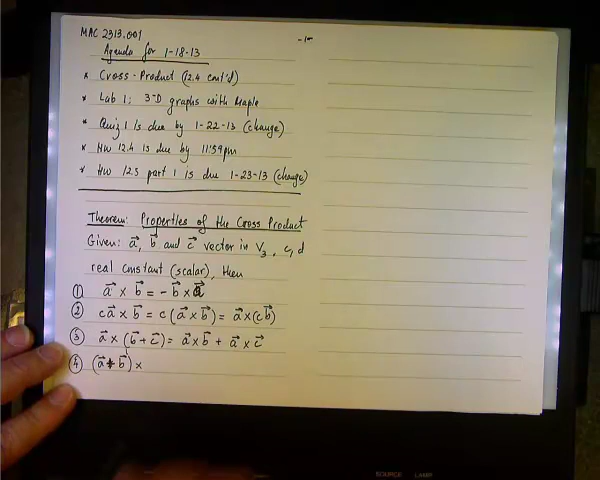 MAC 2313.001
-1-
Agenda for 1-18-13
* Cross-Product (12.4 cont'd)
* Lab 1: 3-D graphs with Maple
* Quiz 1 is due by 1-22-13 (change)
* HW 12.4 is due by 11:59pm
* HW 12.5 part 1 is due 1-23-13 (change)
Theorem: Properties of the Cross Product
Given: a⃗, b⃗ and c⃗ vector in V₃, c, d
real constant (scalar), then
① a⃗ × b⃗ = - b⃗ × a⃗
② c a⃗ × b⃗ = c (a⃗ × b⃗) = a⃗ × (c b⃗)
③ a⃗ × (b⃗ + c⃗) = a⃗ × b⃗ + a⃗ × c⃗
④ (a⃗ + b⃗) ×
SOURCE LAMP